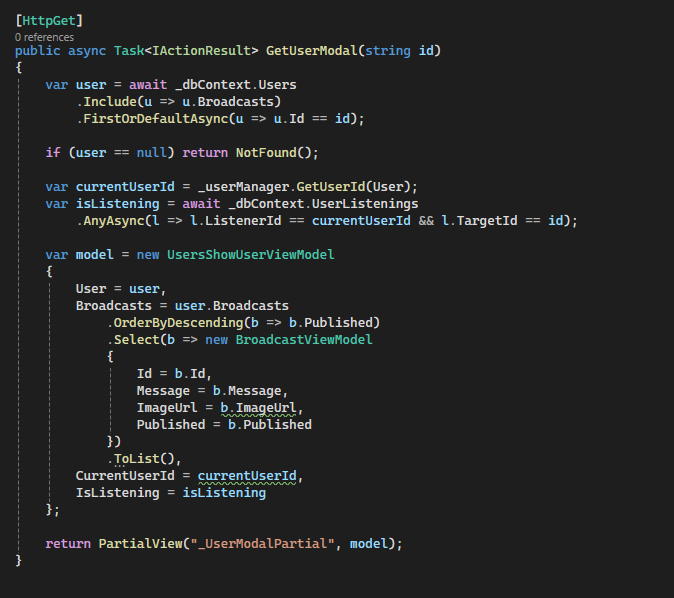 [HttpGet]
0 references
public async Task<IActionResult> GetUserModal(string id)
{
    var user = await _dbContext.Users
        .Include(u => u.Broadcasts)
        .FirstOrDefaultAsync(u => u.Id == id);

    if (user == null) return NotFound();

    var currentUserId = _userManager.GetUserId(User);
    var isListening = await _dbContext.UserListenings
        .AnyAsync(l => l.ListenerId == currentUserId && l.TargetId == id);

    var model = new UsersShowUserViewModel
    {
        User = user,
        Broadcasts = user.Broadcasts
            .OrderByDescending(b => b.Published)
            .Select(b => new BroadcastViewModel
            {
                Id = b.Id,
                Message = b.Message,
                ImageUrl = b.ImageUrl,
                Published = b.Published
            })
            .ToList(),
        CurrentUserId = currentUserId,
        IsListening = isListening
    };

    return PartialView("_UserModalPartial", model);
}